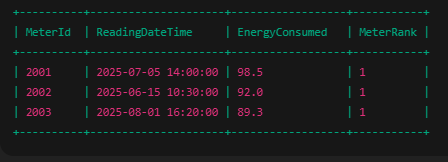 +----------+---------------------+-----------------+-----------+
| MeterId  | ReadingDateTime     | EnergyConsumed  | MeterRank |
+----------+---------------------+-----------------+-----------+
| 2001     | 2025-07-05 14:00:00 | 98.5            | 1         |
| 2002     | 2025-06-15 10:30:00 | 92.0            | 1         |
| 2003     | 2025-08-01 16:20:00 | 89.3            | 1         |
+----------+---------------------+-----------------+-----------+